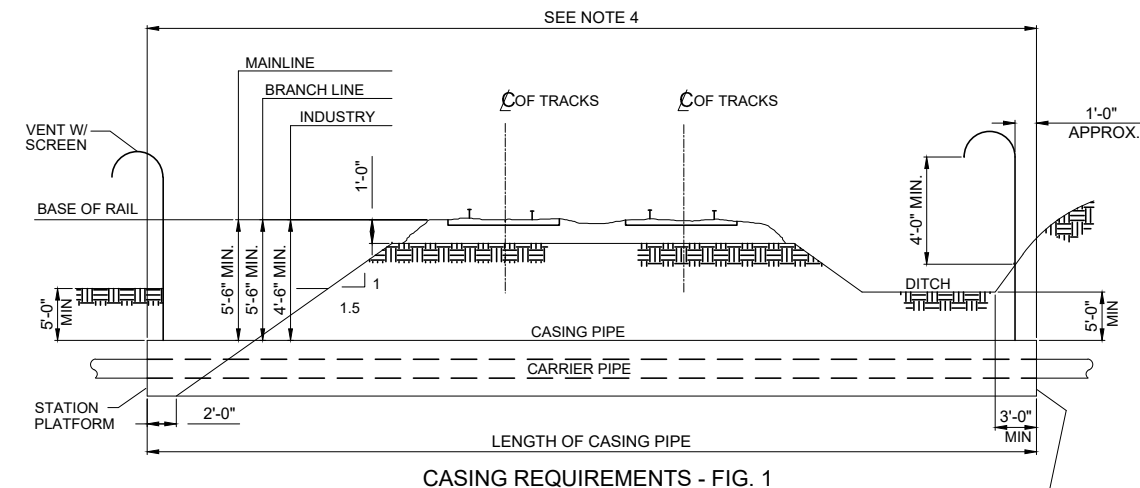 SEE NOTE 4
MAINLINE
BRANCH LINE
INDUSTRY
℄ OF TRACKS
℄ OF TRACKS
VENT W/
SCREEN
1'-0"
APPROX.
1'-0"
4'-0" MIN.
BASE OF RAIL
5'-6" MIN.
5'-6" MIN.
4'-6" MIN.
1
1.5
5'-0"
MIN
DITCH
5'-0"
MIN
CASING PIPE
CARRIER PIPE
STATION
PLATFORM
2'-0"
3'-0"
MIN
LENGTH OF CASING PIPE
CASING REQUIREMENTS - FIG. 1